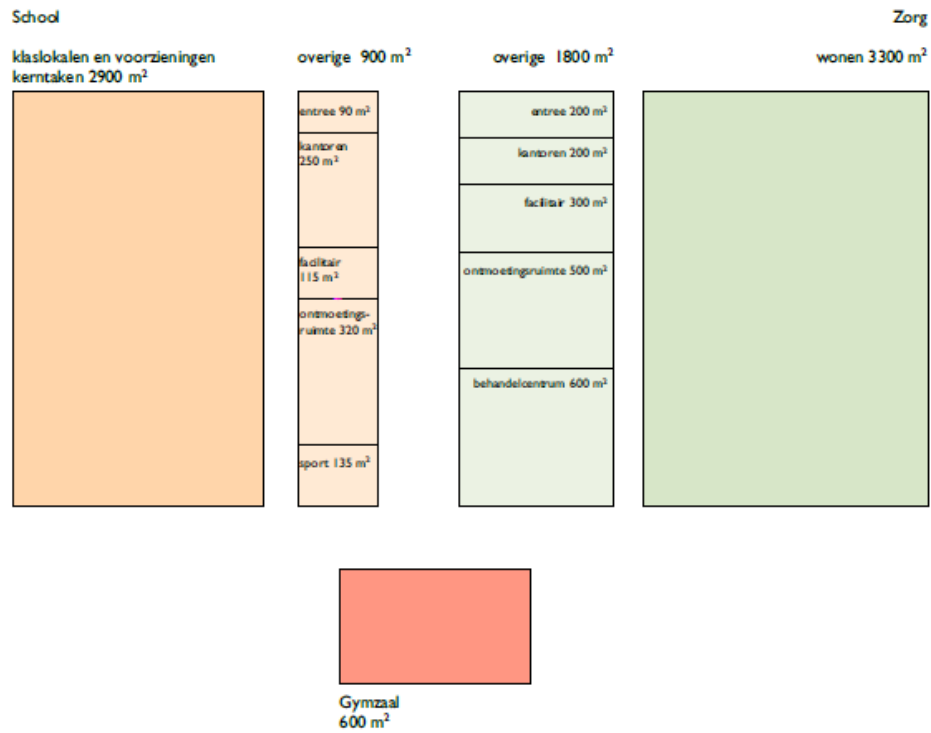 School
Zorg
klaslokalen en voorzieningen
kerntaken 2900 m²
overige 900 m²
overige 1800 m²
wonen 3300 m²
entree 90 m²
kantoren
250 m²
facilitair
115 m²
ontmoetings-
ruimte 320 m²
sport 135 m²
entree 200 m²
kantoren 200 m²
facilitair 300 m²
ontmoetingsruimte 500 m²
behandelcentrum 600 m²
Gymzaal
600 m²